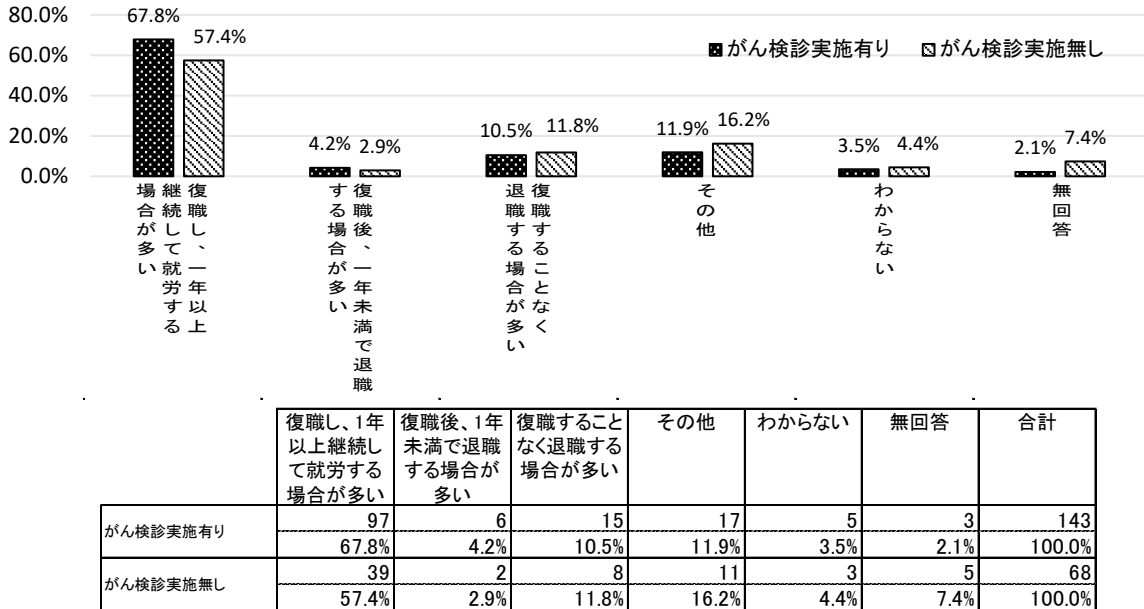 80.0%
60.0%
40.0%
20.0%
0.0%
67.8%
57.4%
4.2%
2.9%
10.5%
11.8%
11.9%
16.2%
3.5%
4.4%
2.1%
7.4%
がん検診実施有り
がん検診実施無し
復職し、一年以上
継続して就労する
場合が多い
復職後、一年未満で退職
する場合が多い
復職することなく
退職する場合が多い
その他
わからない
無回答
復職し、1年
以上継続し
て就労する
場合が多い
復職後、1年
未満で退職
する場合が
多い
復職すること
なく退職する
場合が多い
その他
わからない
無回答
合計
がん検診実施有り
97 6 15 17 5 3 143
67.8% 4.2% 10.5% 11.9% 3.5% 2.1% 100.0%
がん検診実施無し
39 2 8 11 3 5 68
57.4% 2.9% 11.8% 16.2% 4.4% 7.4% 100.0%